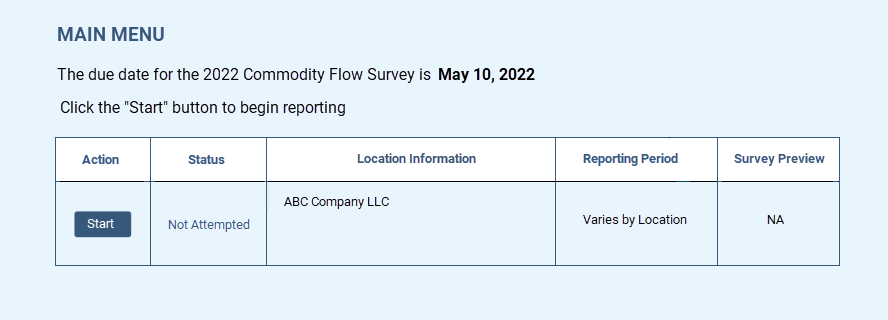 MAIN MENU
The due date for the 2022 Commodity Flow Survey is May 10, 2022
Click the "Start" button to begin reporting
Action Status Location Information Reporting Period Survey Preview
ABC Company LLC
Start Not Attempted Varies by Location NA